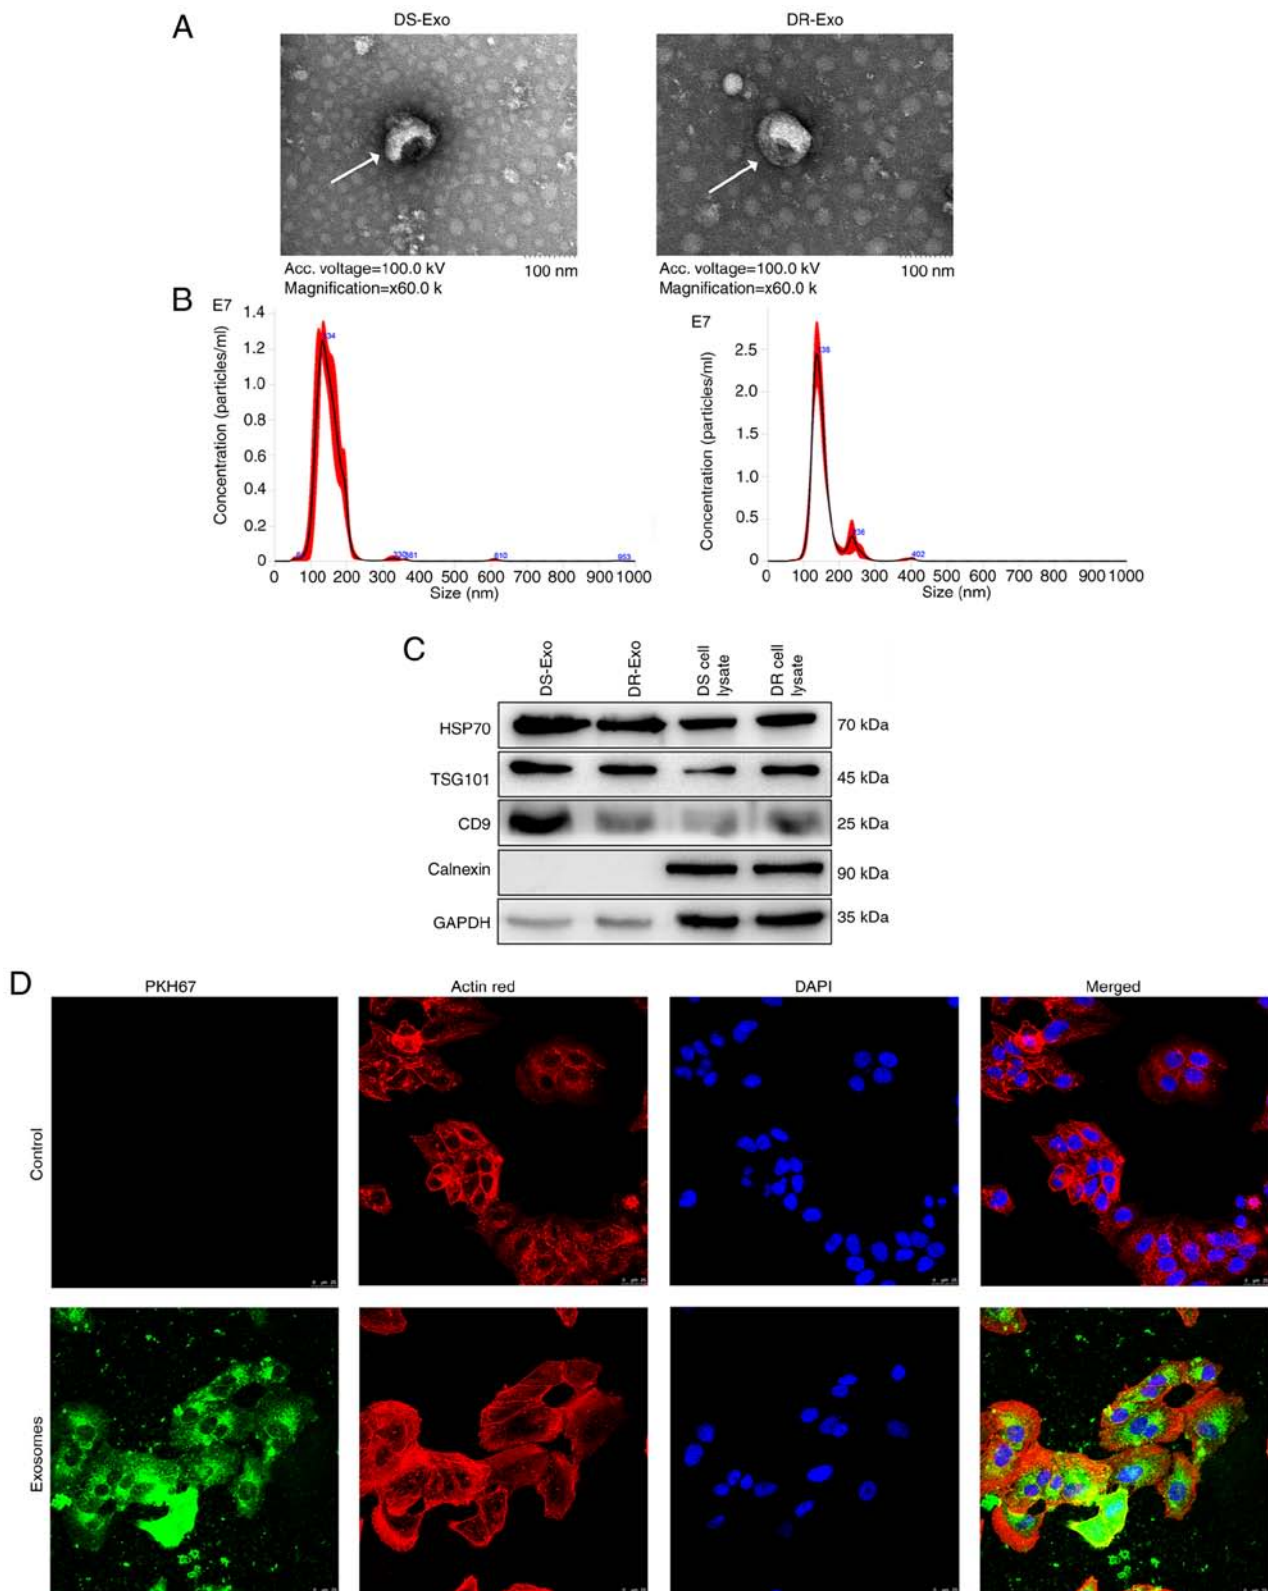 A
DS-Exo
DR-Exo
Acc. voltage=100.0 kV
Magnification=x60.0 k
100 nm
Acc. voltage=100.0 kV
Magnification=x60.0 k
100 nm
B
E7
Concentration (particles/ml)
1.4
1.2
1.0
0.8
0.6
0.4
0.2
0
610
953
0 100 200 300 400 500 600 700 800 900 1000
Size (nm)
E7
Concentration (particles/ml)
2.5
2.0
1.5
1.0
0.5
0
402
0 100 200 300 400 500 600 700 800 900 1000
Size (nm)
C
DS-Exo
DR-Exo
DS cell lysate
DR cell lysate
HSP70
70 kDa
TSG101
45 kDa
CD9
25 kDa
Calnexin
90 kDa
GAPDH
35 kDa
D
PKH67
Actin red
DAPI
Merged
Control
Exosomes